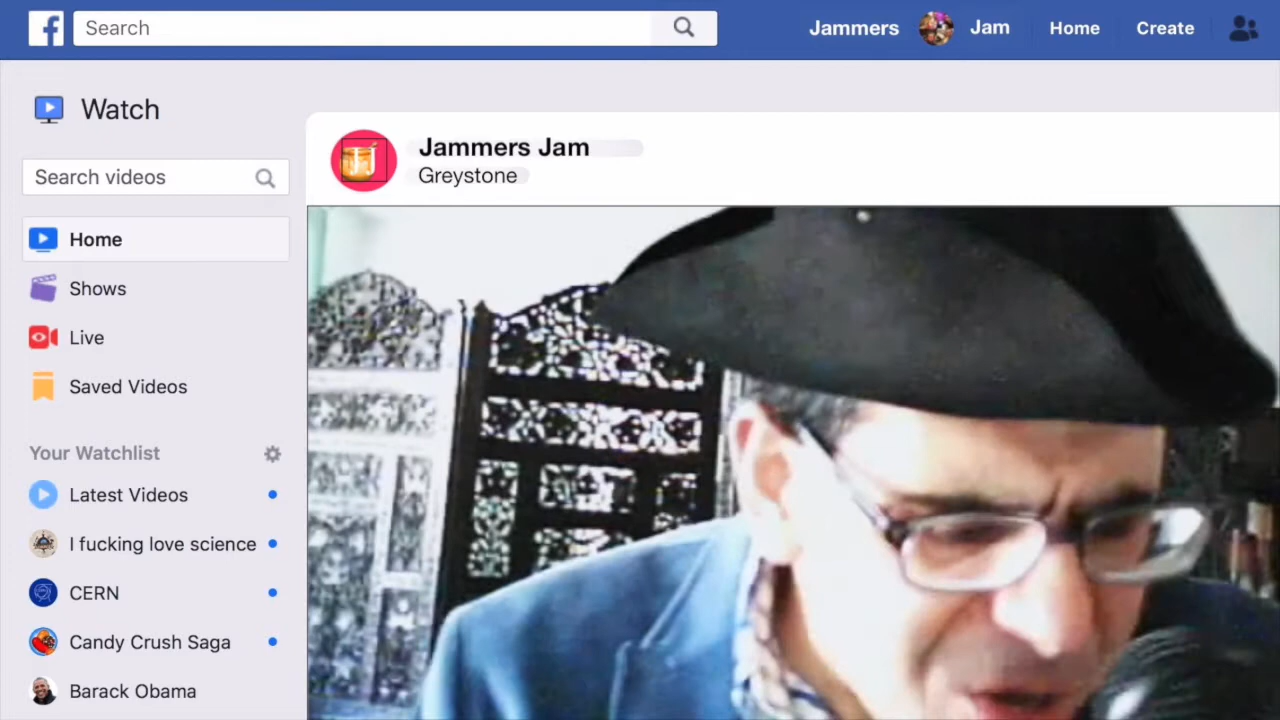 Search
Jammers
Jam
Home
Create
Watch
Search videos
Home
Shows
Live
Saved Videos
Your Watchlist
Latest Videos
I fucking love science
CERN
Candy Crush Saga
Barack Obama
JJ
Jammers Jam
Greystone